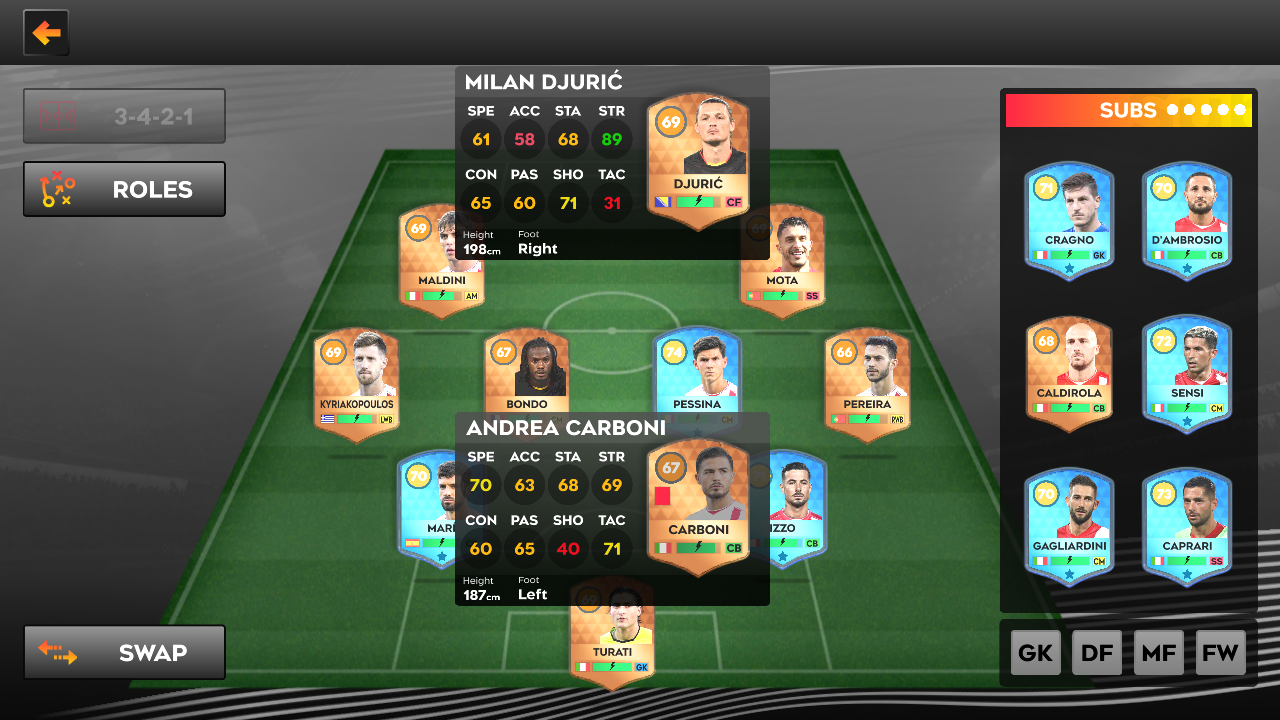 MILAN DJURIĆ
SPE ACC STA STR
61 58 68 89
CON PAS SHO TAC
65 60 71 31
Height Foot
198cm Right
69
DJURIĆ
CF
3-4-2-1
ROLES
SUBS
69
MALDINI
AM
69
MOTA
SS
71
CRAGNO
GK
70
D'AMBROSIO
CB
69
KYRIAKOPOULOS
LWB
67
BONDO
74
PESSINA
CM
66
PEREIRA
RWB
68
CALDIROLA
CB
72
SENSI
CM
ANDREA CARBONI
SPE ACC STA STR
70 63 68 69
CON PAS SHO TAC
60 65 40 71
Height Foot
187cm Left
67
CARBONI
CB
70
MARI
IZZO
CB
70
GAGLIARDINI
CM
73
CAPRARI
SS
69
TURATI
GK
SWAP
GK DF MF FW